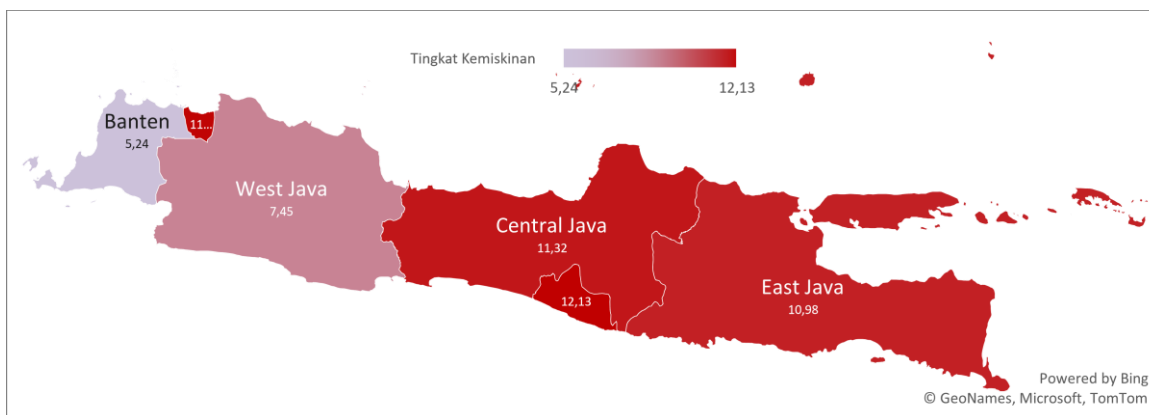 Tingkat Kemiskinan
5,24 12,13
Banten
5,24
11...
West Java
7,45
Central Java
11,32
12,13
East Java
10,98
Powered by Bing
© GeoNames, Microsoft, TomTom